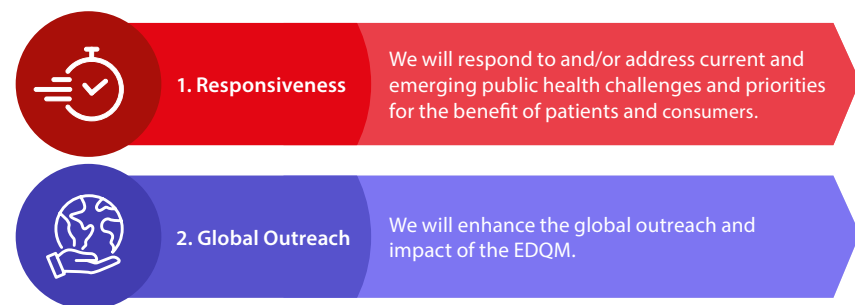 1. Responsiveness
We will respond to and/or address current and
emerging public health challenges and priorities
for the benefit of patients and consumers.
2. Global Outreach
We will enhance the global outreach and
impact of the EDQM.